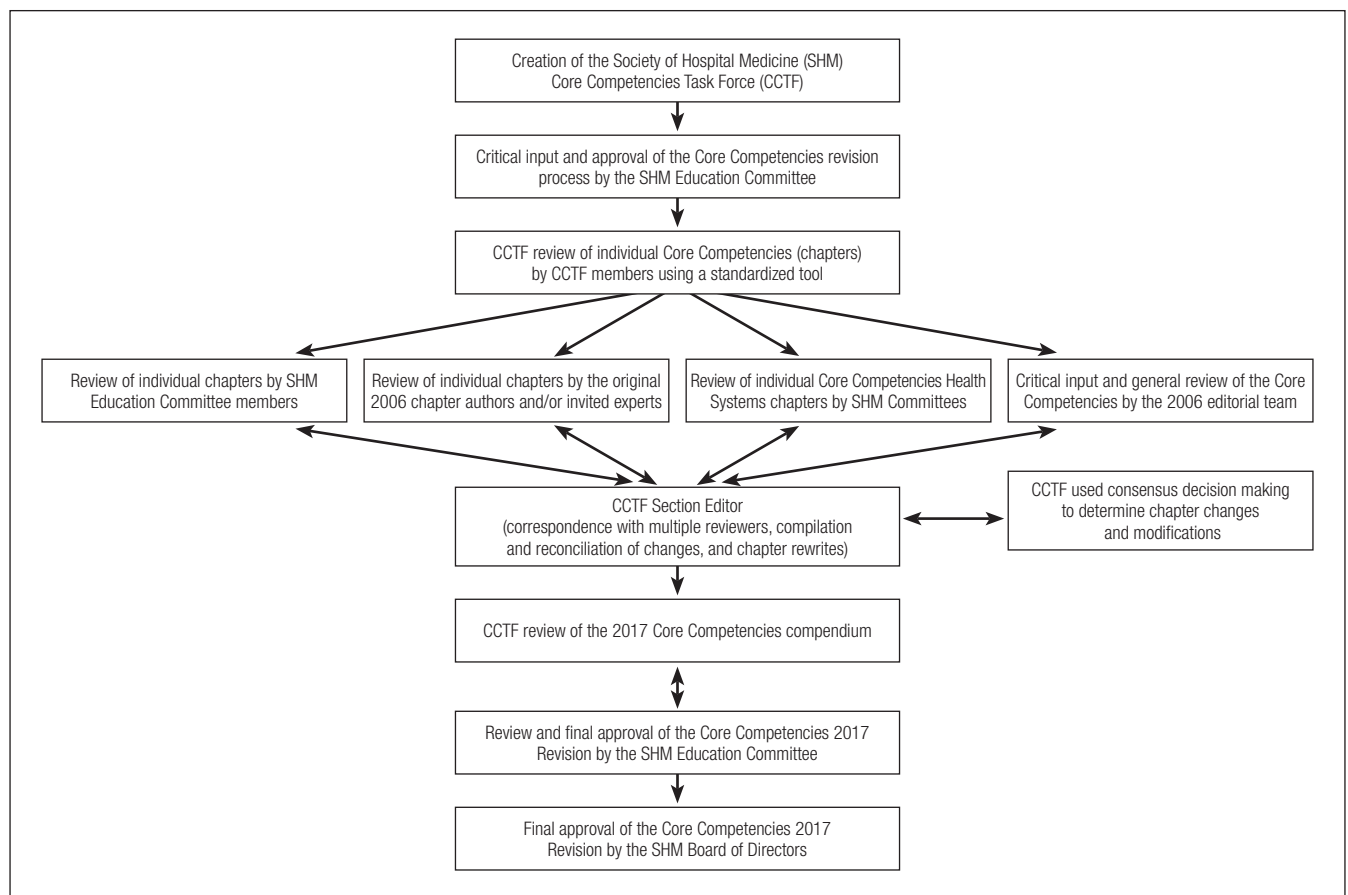 Creation of the Society of Hospital Medicine (SHM)
Core Competencies Task Force (CCTF)
Critical input and approval of the Core Competencies revision
process by the SHM Education Committee
CCTF review of individual Core Competencies (chapters)
by CCTF members using a standardized tool
Review of individual chapters by SHM
Education Committee members
Review of individual chapters by the original
2006 chapter authors and/or invited experts
Review of individual Core Competencies Health
Systems chapters by SHM Committees
Critical input and general review of the Core
Competencies by the 2006 editorial team
CCTF Section Editor
(correspondence with multiple reviewers, compilation
and reconciliation of changes, and chapter rewrites)
CCTF used consensus decision making
to determine chapter changes
and modifications
CCTF review of the 2017 Core Competencies compendium
Review and final approval of the Core Competencies 2017
Revision by the SHM Education Committee
Final approval of the Core Competencies 2017
Revision by the SHM Board of Directors